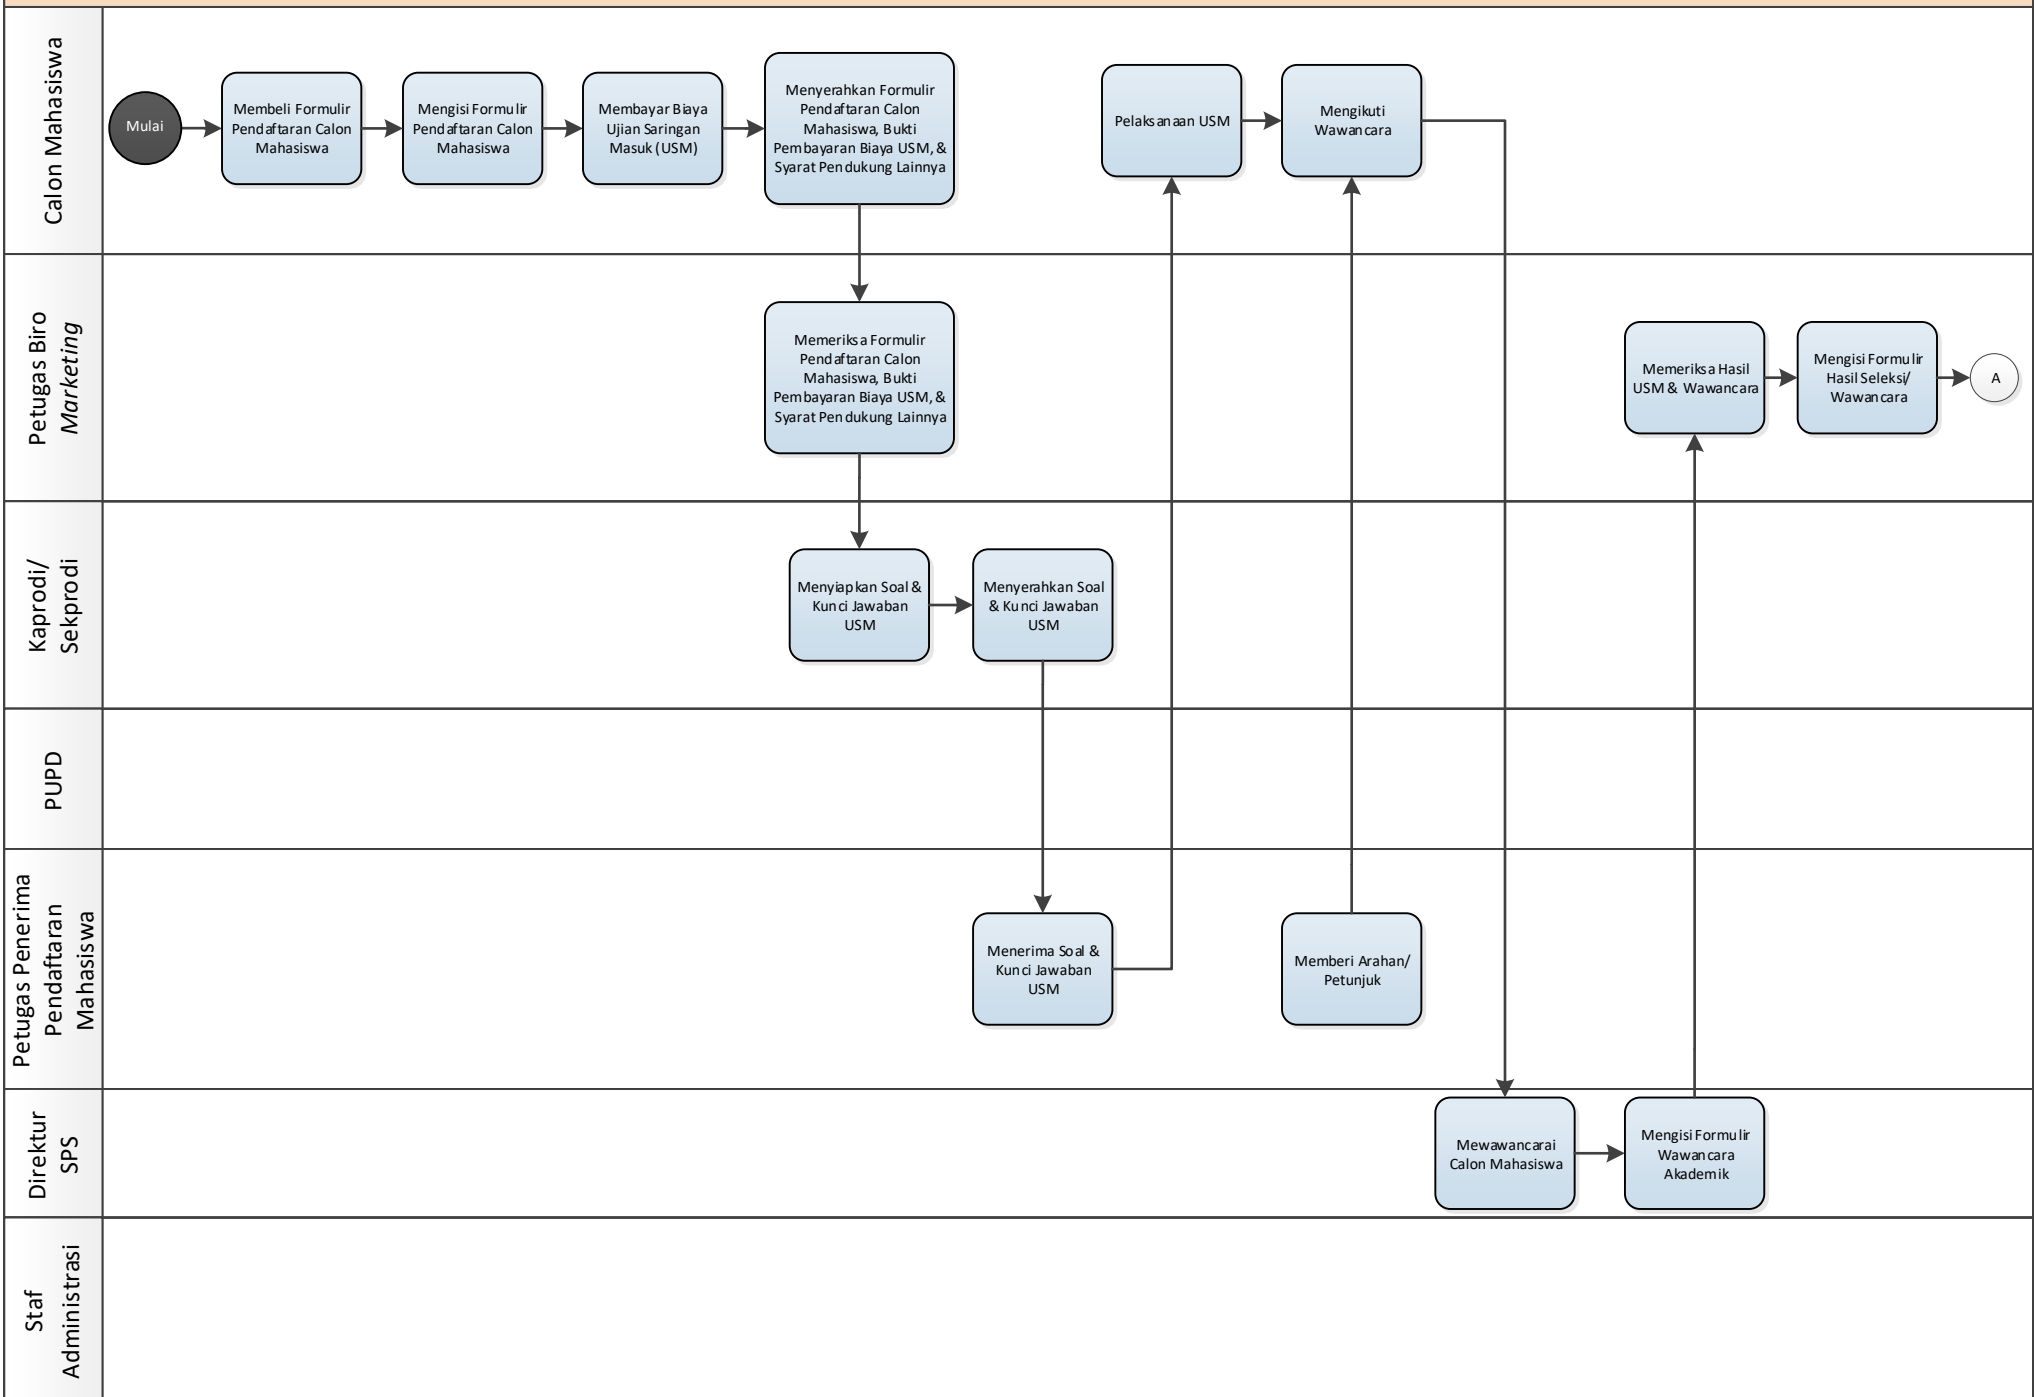 Calon Mahasiswa
Mulai
Membeli Formulir
Pendaftaran Calon
Mahasiswa
Mengisi Formulir
Pendaftaran Calon
Mahasiswa
Membayar Biaya
Ujian Saringan
Masuk (USM)
Menyerahkan Formulir
Pendaftaran Calon
Mahasiswa, Bukti
Pembayaran Biaya USM, &
Syarat Pendukung Lainnya
Pelaksanaan USM
Mengikuti
Wawancara
Petugas Biro
Marketing
Memeriksa Formulir
Pendaftaran Calon
Mahasiswa, Bukti
Pembayaran Biaya USM, &
Syarat Pendukung Lainnya
Memeriksa Hasil
USM & Wawancara
Mengisi Formulir
Hasil Seleksi/
Wawancara
A
Kaprodi/
Sekprodi
Menyiapkan Soal &
Kunci Jawaban
USM
Menyerahkan Soal
& Kunci Jawaban
USM
PUPD
Petugas Penerima
Pendaftaran
Mahasiswa
Menerima Soal &
Kunci Jawaban
USM
Memberi Arahan/
Petunjuk
Direktur
SPS
Mewawancarai
Calon Mahasiswa
Mengisi Formulir
Wawancara
Akademik
Staf
Administrasi